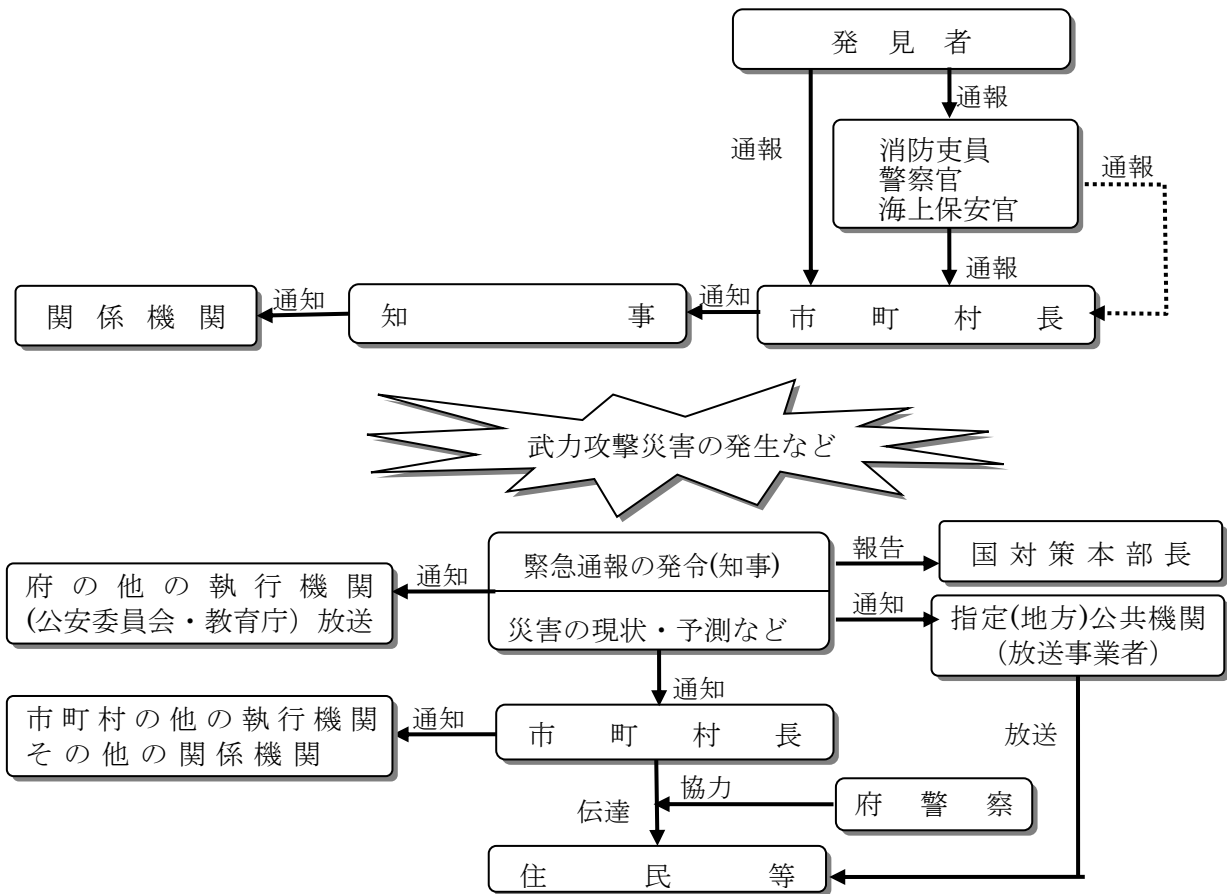 発見者
通報
通報
消防吏員
警察官
海上保安官
通報
通報
関係機関
通知
知事
通知
市町村長
武力攻撃災害の発生など
緊急通報の発令(知事)
災害の現状・予測など
報告
国対策本部長
府の他の執行機関
(公安委員会・教育庁）放送
通知
通知
指定(地方)公共機関
（放送事業者）
通知
市町村の他の執行機関
その他の関係機関
通知
市町村長
放送
協力
府警察
伝達
住民等